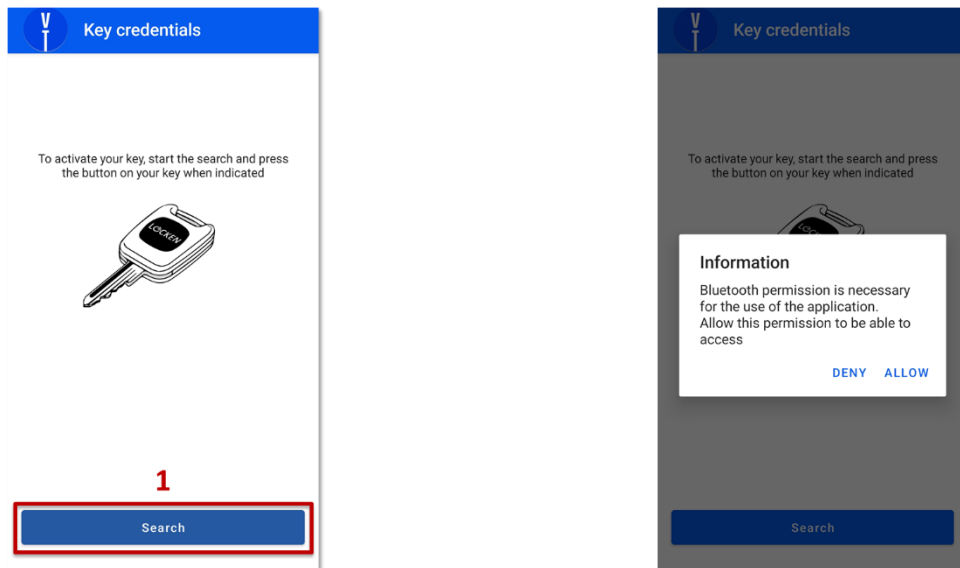 V
T
Key credentials
To activate your key, start the search and press
the button on your key when indicated
LOCKEN
1
Search
V
T
Key credentials
To activate your key, start the search and press
the button on your key when indicated
Information
Bluetooth permission is necessary
for the use of the application.
Allow this permission to be able to
access
DENY ALLOW
Search